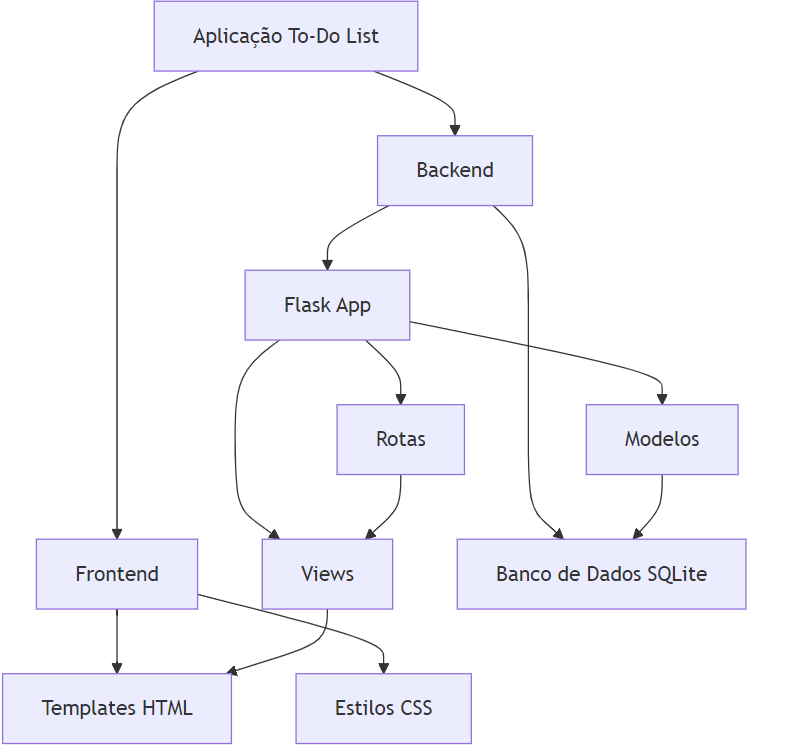 Aplicação To-Do List
Backend
Flask App
Rotas
Modelos
Frontend
Views
Banco de Dados SQLite
Templates HTML
Estilos CSS